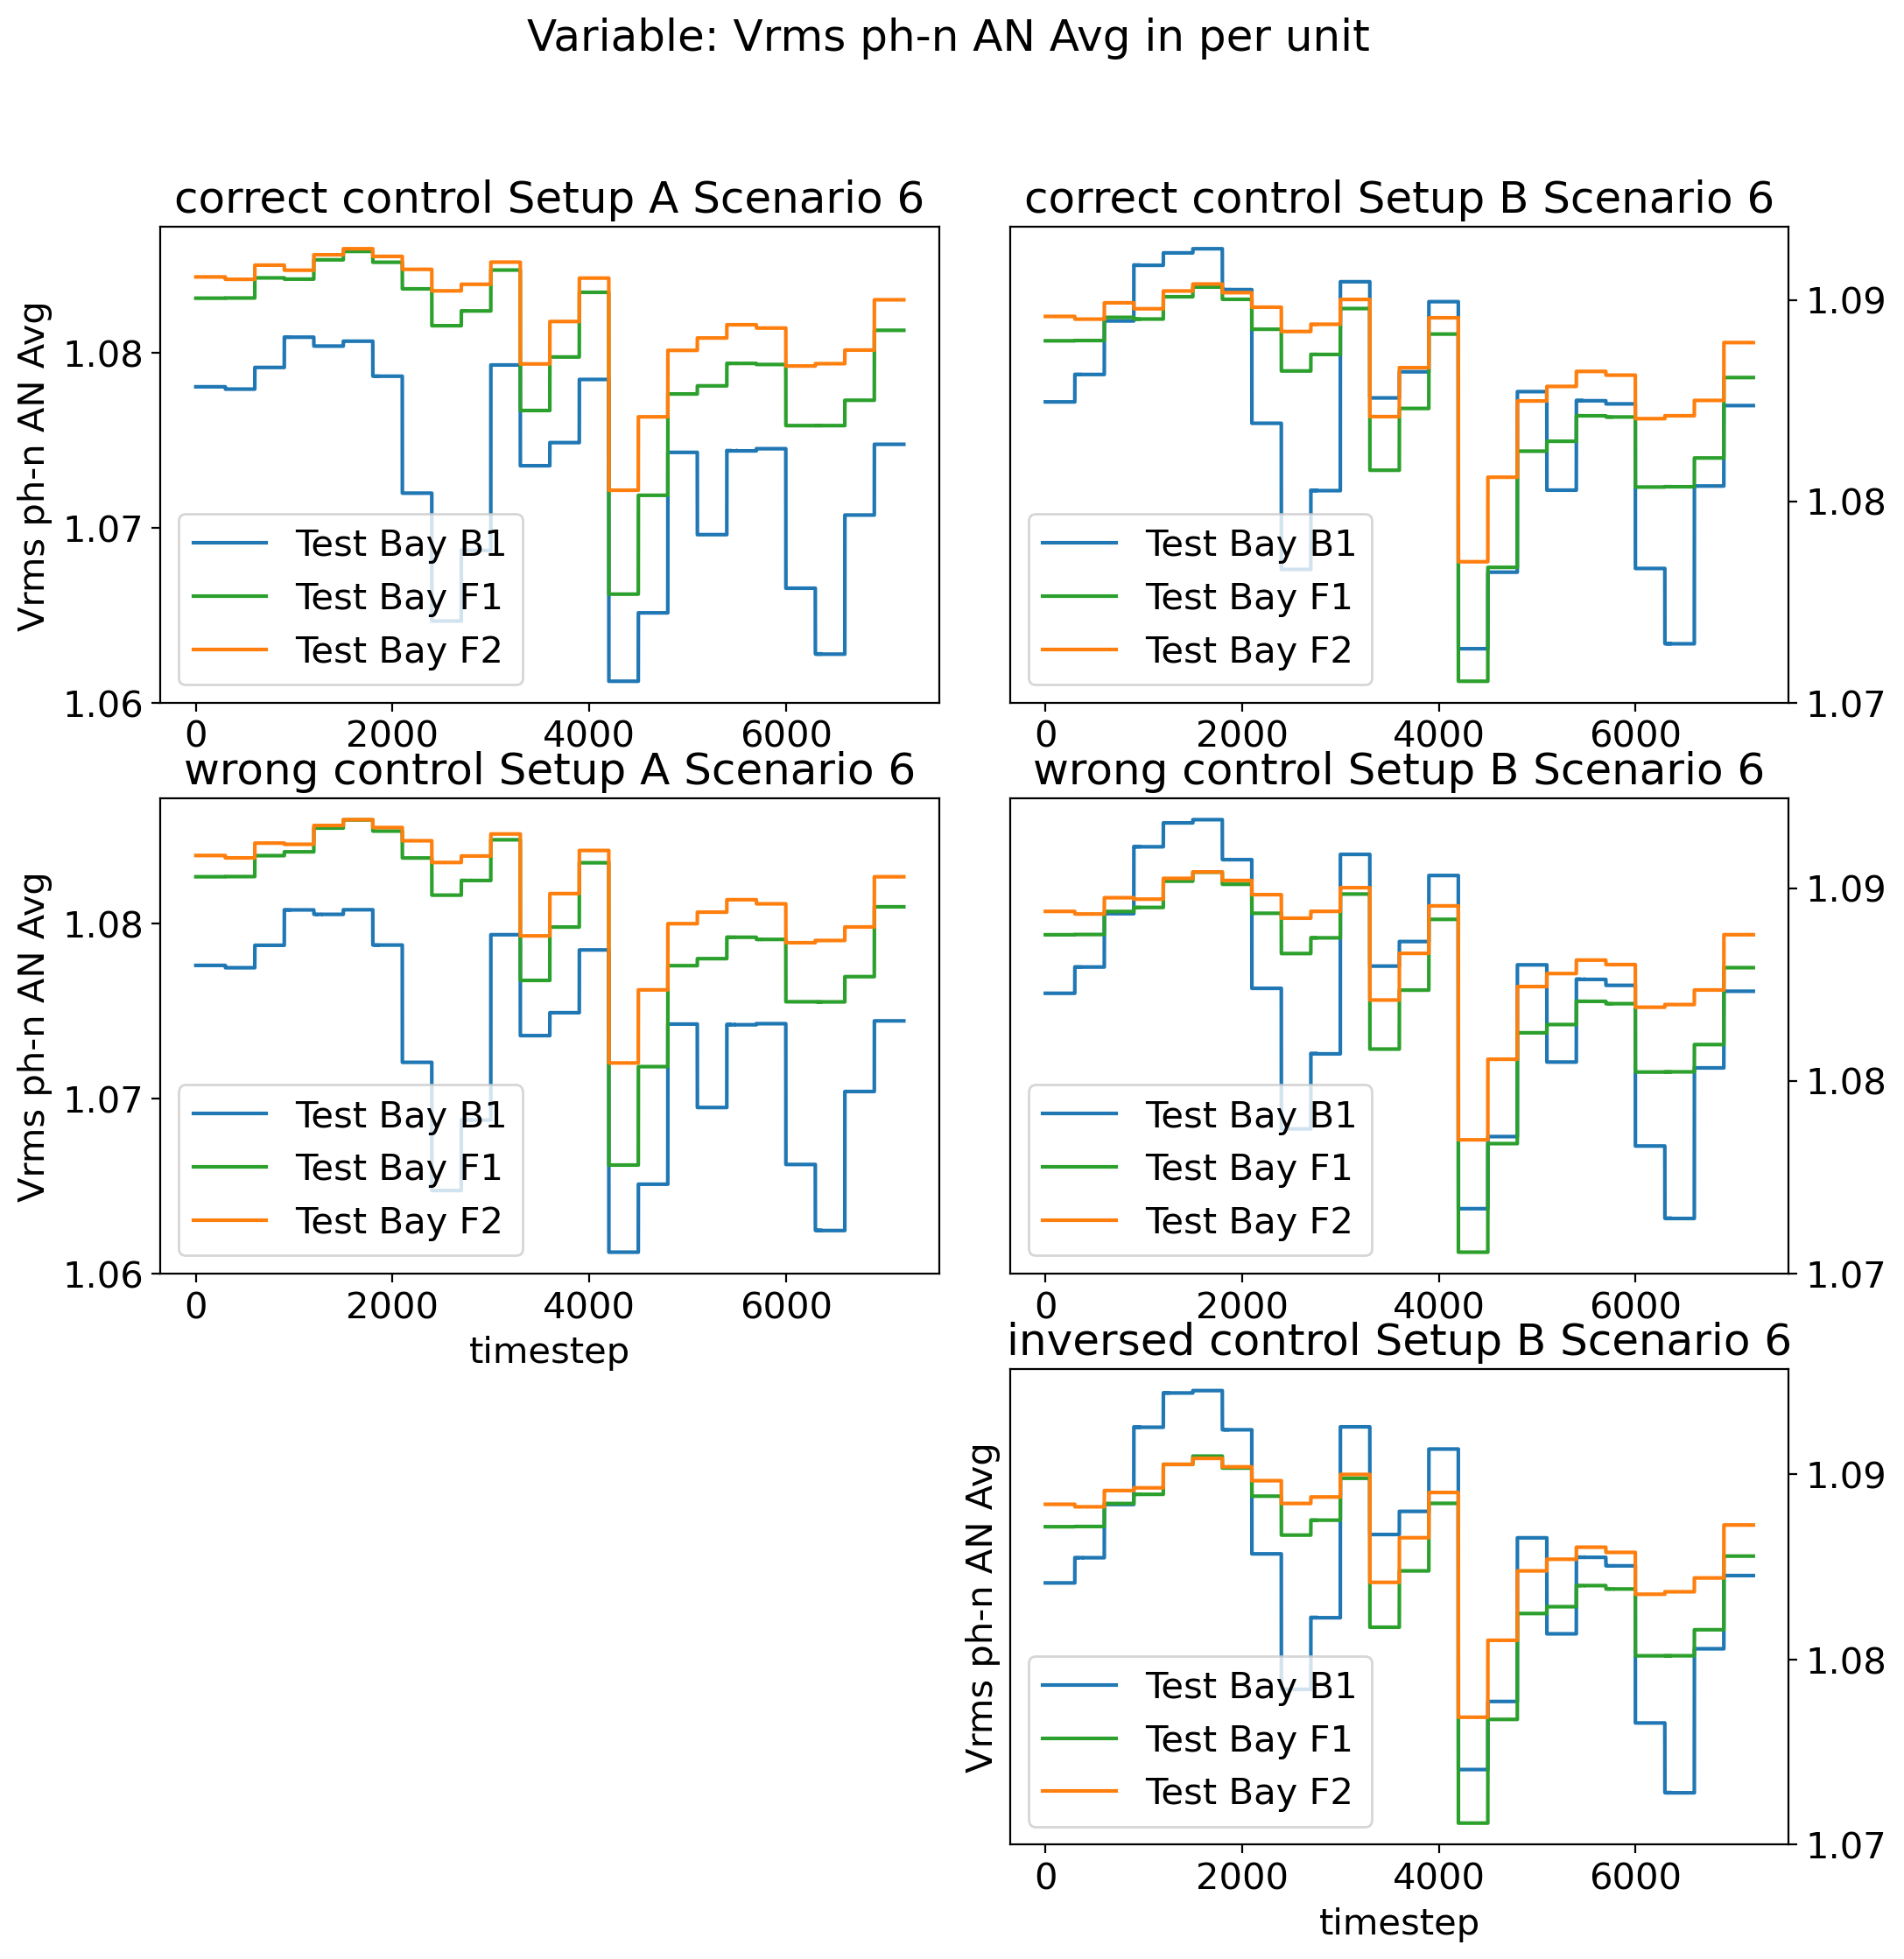 Variable: Vrms ph-n AN Avg in per unit
correct control Setup A Scenario 6
Vrms ph-n AN Avg
1.08
1.07
1.06
Test Bay B1
Test Bay F1
Test Bay F2
0 2000 4000 6000
correct control Setup B Scenario 6
1.09
1.08
1.07
Test Bay B1
Test Bay F1
Test Bay F2
0 2000 4000 6000
wrong control Setup A Scenario 6
Vrms ph-n AN Avg
1.08
1.07
1.06
Test Bay B1
Test Bay F1
Test Bay F2
0 2000 4000 6000
timestep
wrong control Setup B Scenario 6
1.09
1.08
1.07
Test Bay B1
Test Bay F1
Test Bay F2
0 2000 4000 6000
inversed control Setup B Scenario 6
Vrms ph-n AN Avg
1.09
1.08
1.07
Test Bay B1
Test Bay F1
Test Bay F2
0 2000 4000 6000
timestep